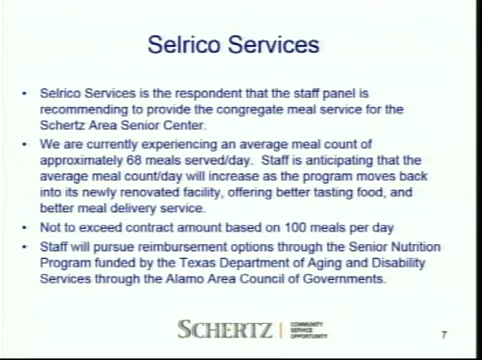 Selrico Services
• Selrico Services is the respondent that the staff panel is
recommending to provide the congregate meal service for the
Schertz Area Senior Center.
• We are currently experiencing an average meal count of
approximately 68 meals served/day.  Staff is anticipating that the
average meal count/day will increase as the program moves back
into its newly renovated facility, offering better tasting food, and
better meal delivery service.
• Not to exceed contract amount based on 100 meals per day
• Staff will pursue reimbursement options through the Senior Nutrition
Program funded by the Texas Department of Aging and Disability
Services through the Alamo Area Council of Governments.
SCHERTZ
COMMUNITY
SERVICE
OPPORTUNITY
7